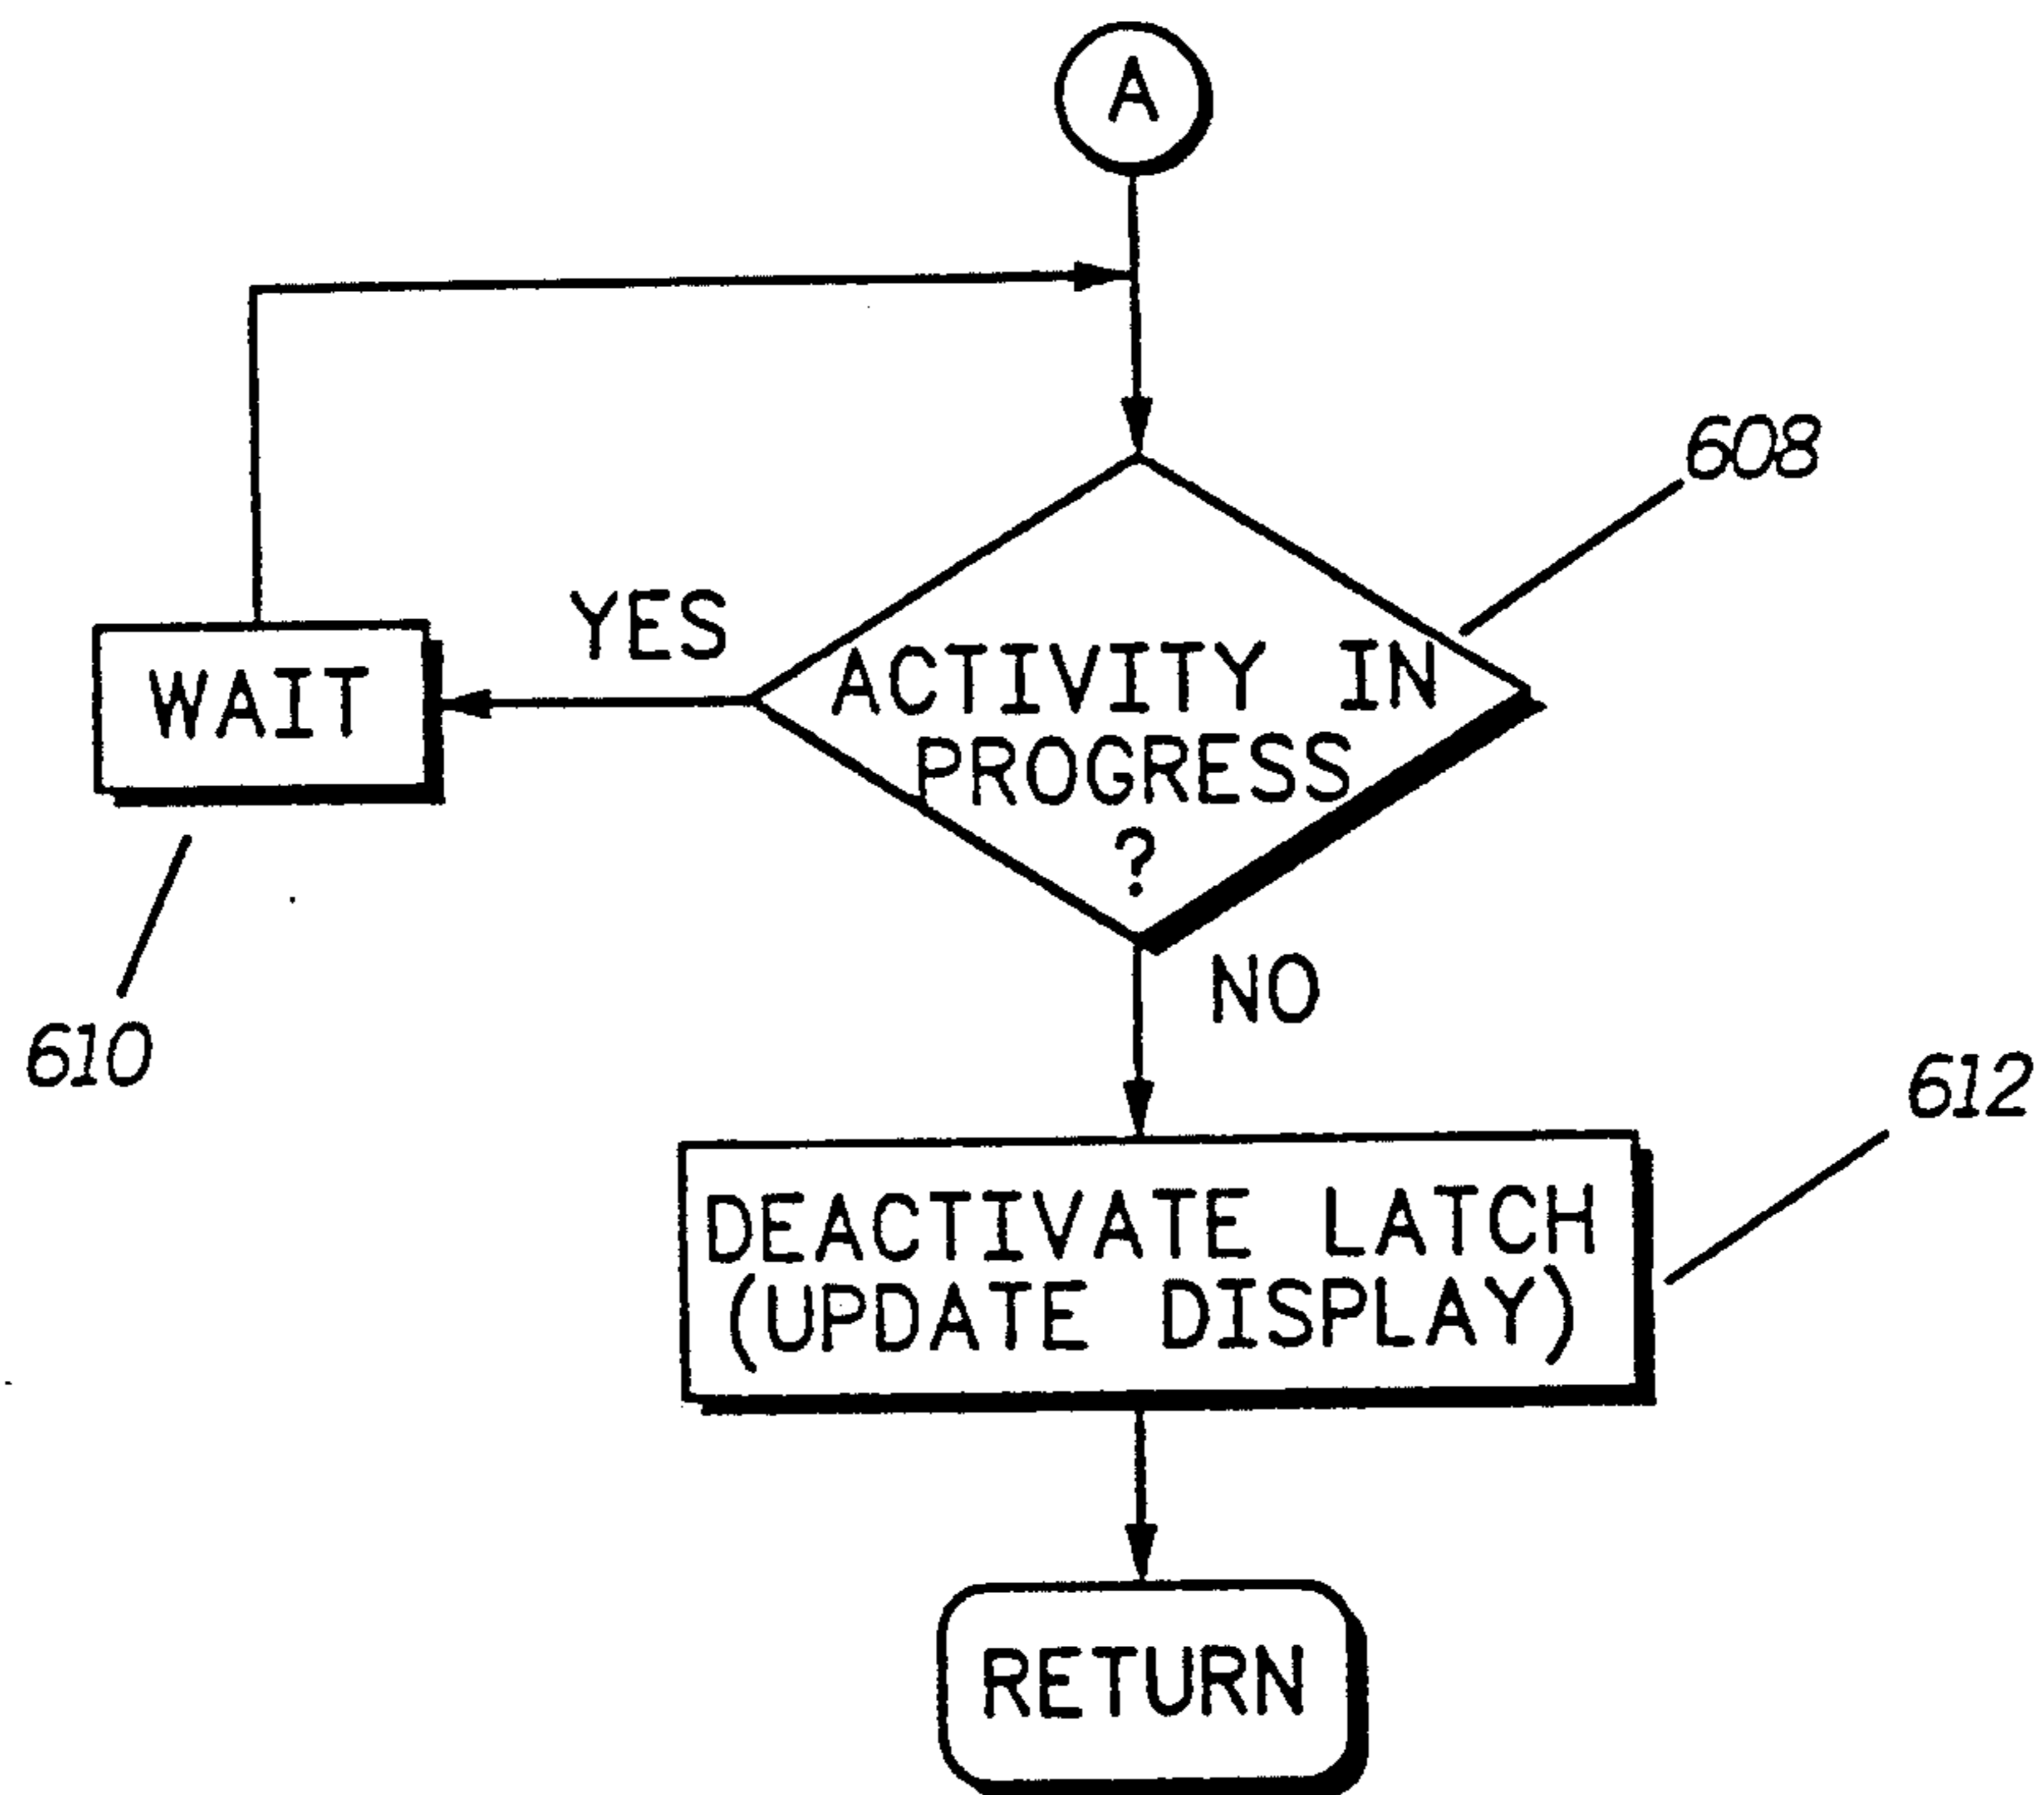 A
608
YES
ACTIVITY IN
PROGRESS
?
WAIT
NO
610
612
DEACTIVATE LATCH
(UPDATE DISPLAY)
RETURN